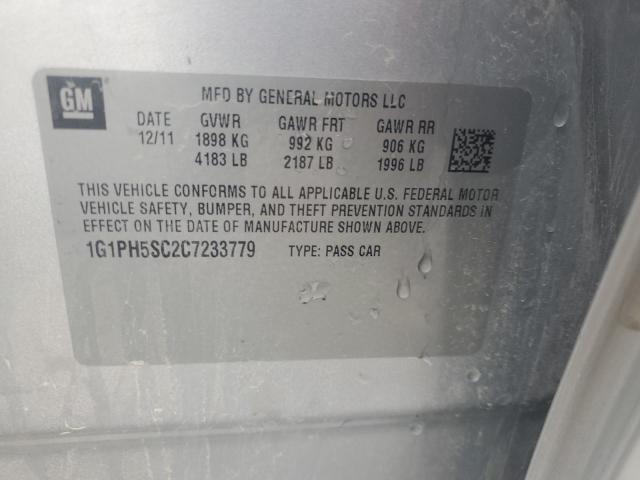 GM
MFD BY GENERAL MOTORS LLC
DATE GVWR GAWR FRT GAWR RR
12/11 1898 KG 992 KG 906 KG
4183 LB 2187 LB 1996 LB
THIS VEHICLE CONFORMS TO ALL APPLICABLE U.S. FEDERAL MOTOR
VEHICLE SAFETY, BUMPER, AND THEFT PREVENTION STANDARDS IN
EFFECT ON THE DATE OF MANUFACTURE SHOWN ABOVE.
1G1PH5SC2C7233779 TYPE: PASS CAR